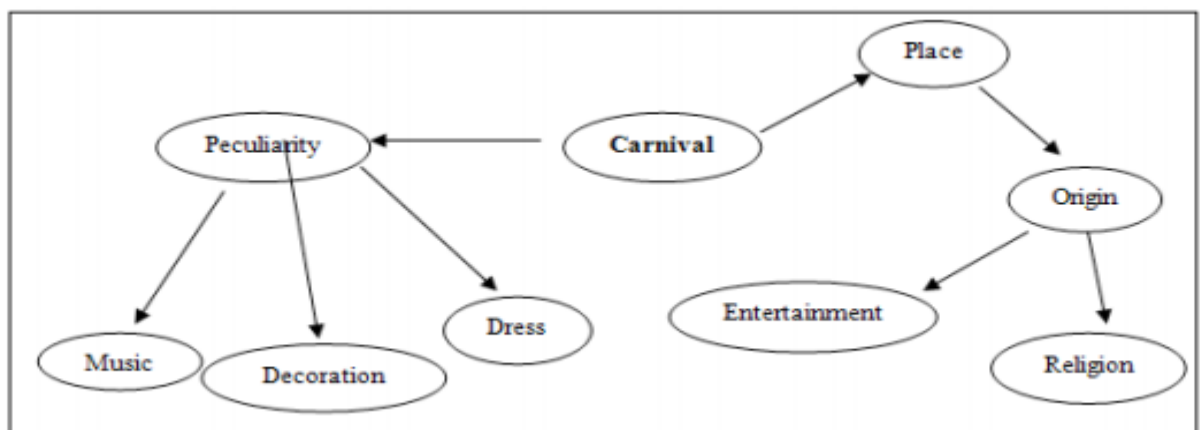 Place
Peculiarity
Carnival
Origin
Entertainment
Dress
Music
Decoration
Religion